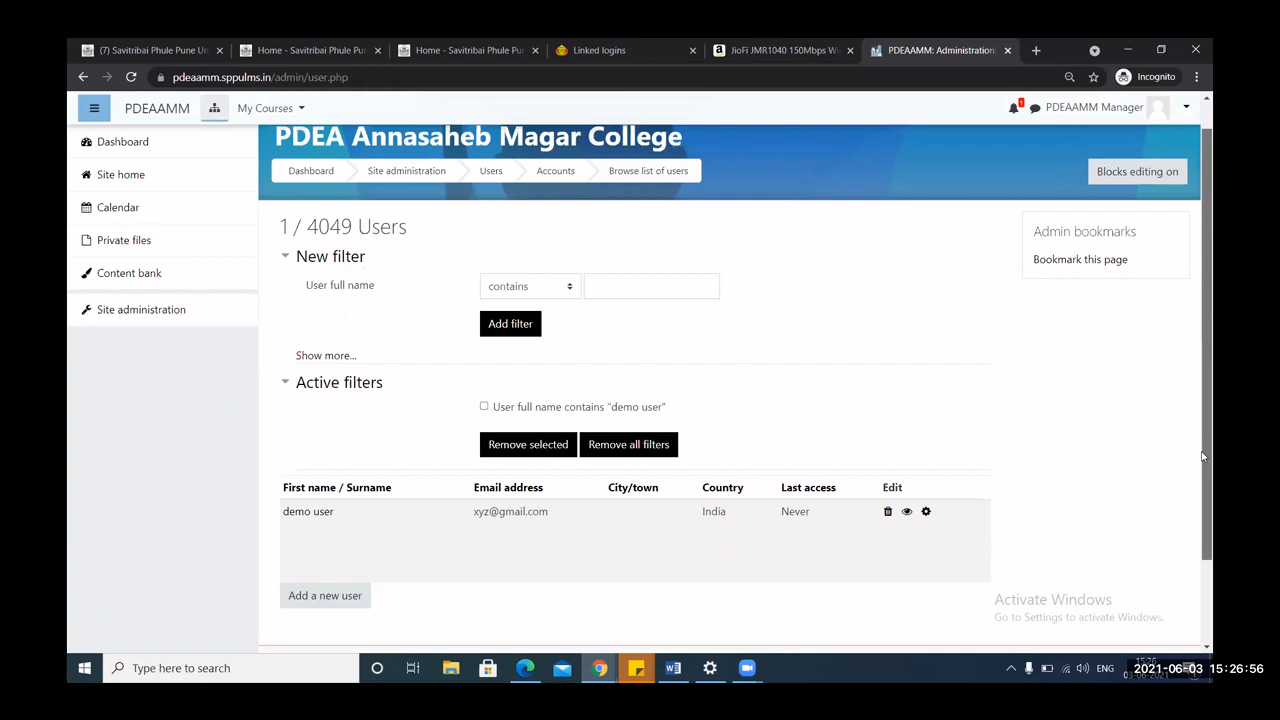 (7) Savitribai Phule Pune Un
Home - Savitribai Phule Pu
Home - Savitribai Phule Pu
Linked logins
JioFi JMR1040 150Mbps Wi
PDEAAMM: Administration:
pdeaamm.sppulms.in/admin/user.php
Incognito
PDEAAMM
My Courses
1
PDEAAMM Manager
Dashboard
Site home
Calendar
Private files
Content bank
Site administration
PDEA Annasaheb Magar College
Dashboard
Site administration
Users
Accounts
Browse list of users
Blocks editing on
1 / 4049 Users
New filter
User full name
contains
Add filter
Show more...
Admin bookmarks
Bookmark this page
Active filters
User full name contains "demo user"
Remove selected
Remove all filters
First name / Surname Email address City/town Country Last access Edit
demo user xyz@gmail.com India Never
Add a new user
Activate Windows
Go to Settings to activate Windows.
Type here to search
ENG
2021-06-03 15:26:56